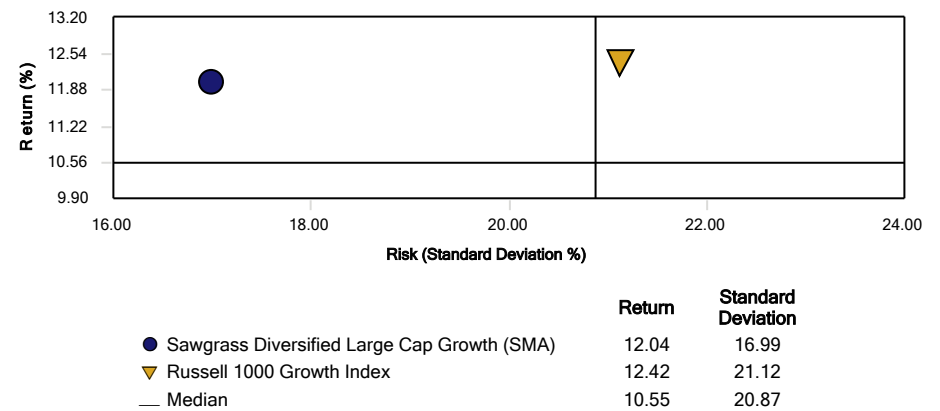 13.20
12.54
11.88
11.22
10.56
9.90
Return (%)
16.00 18.00 20.00 22.00 24.00
Risk (Standard Deviation %)
Return Standard Deviation
Sawgrass Diversified Large Cap Growth (SMA) 12.04 16.99
Russell 1000 Growth Index 12.42 21.12
Median 10.55 20.87